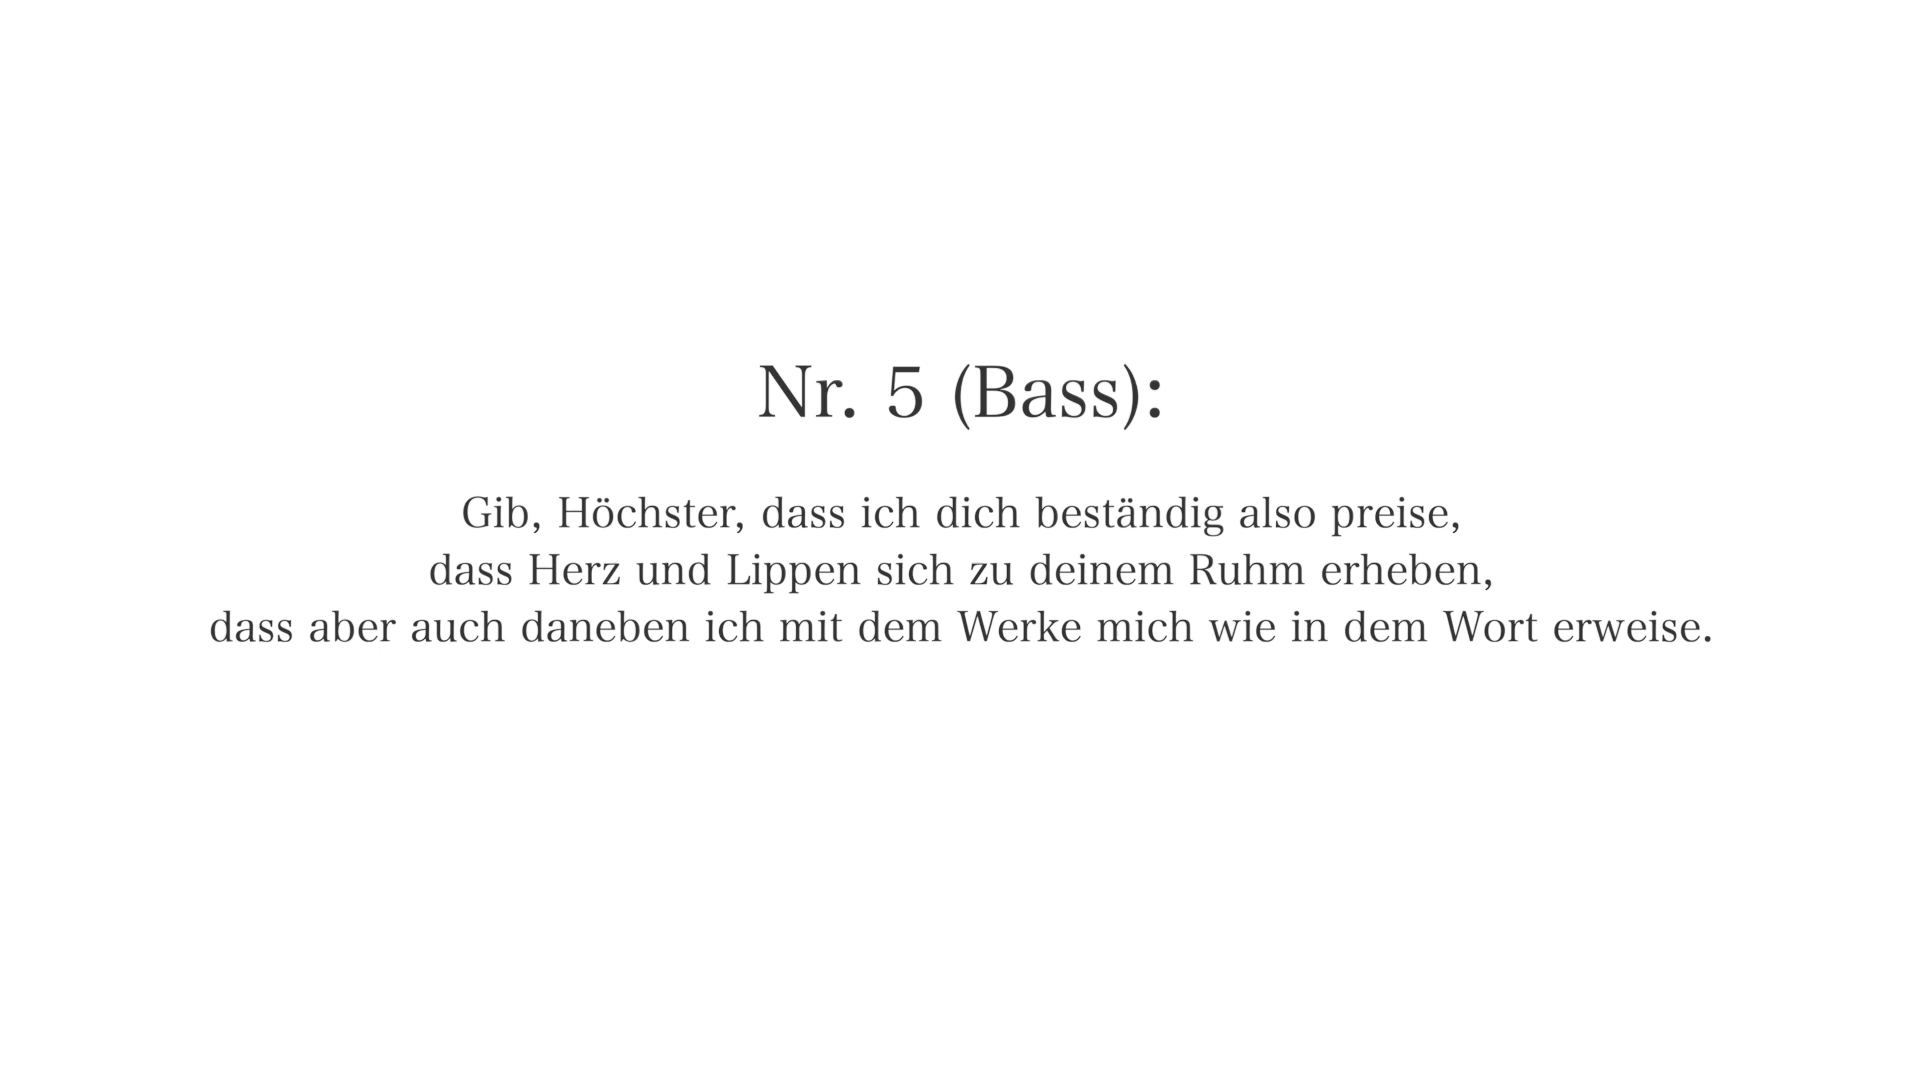 Nr. 5 (Bass):
Gib, Höchster, dass ich dich beständig also preise,
dass Herz und Lippen sich zu deinem Ruhm erheben,
dass aber auch daneben ich mit dem Werke mich wie in dem Wort erweise.